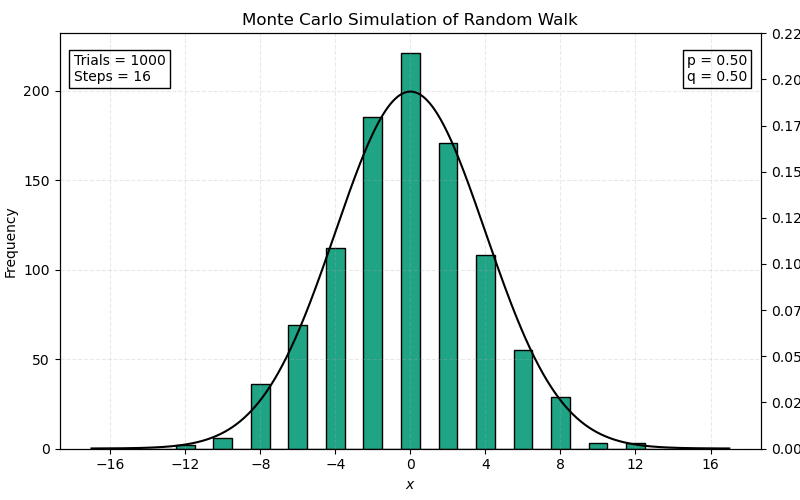 Monte Carlo Simulation of Random Walk
Trials = 1000
Steps = 16
p = 0.50
q = 0.50
Frequency
200
150
100
50
0
0.22
0.20
0.17
0.15
0.12
0.10
0.07
0.05
0.02
0.00
−16 −12 −8 −4 0 4 8 12 16
x